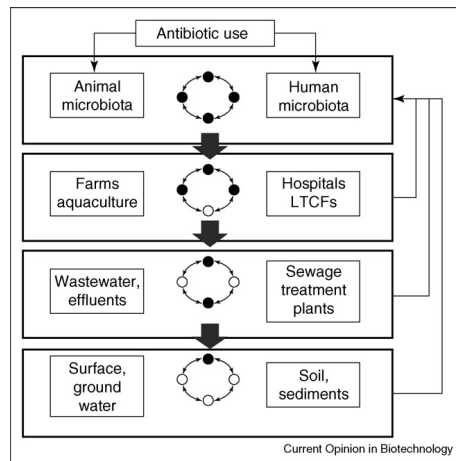 Antibiotic use
Animal
microbiota
Human
microbiota
Farms
aquaculture
Hospitals
LTCFs
Wastewater,
effluents
Sewage
treatment
plants
Surface,
ground
water
Soil,
sediments
Current Opinion in Biotechnology